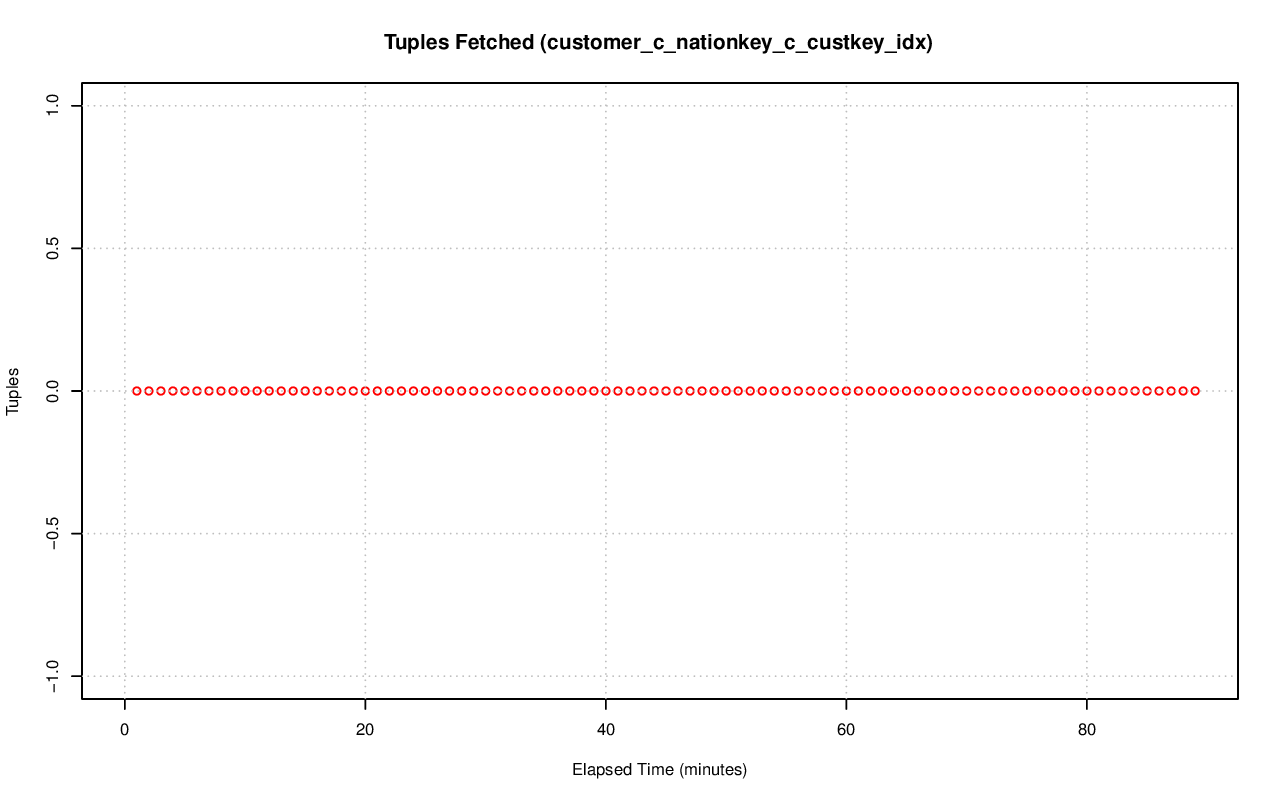 Tuples Fetched (customer_c_nationkey_c_custkey_idx)
1.0
0.5
0.0
−0.5
−1.0
Tuples
0 20 40 60 80
Elapsed Time (minutes)